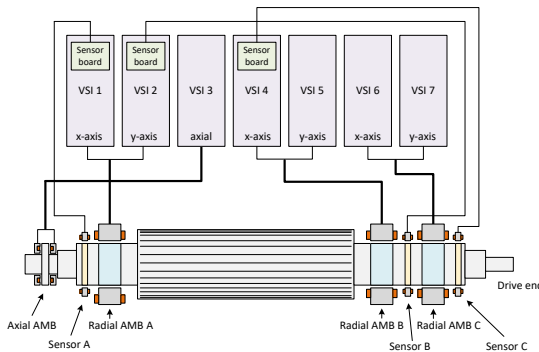 Sensor
board
Sensor
board
Sensor
board
VSI 1
VSI 2
VSI 3
VSI 4
VSI 5
VSI 6
VSI 7
x-axis
y-axis
axial
x-axis
y-axis
x-axis
y-axis
Drive end
Axial AMB
Radial AMB A
Radial AMB B
Radial AMB C
Sensor A
Sensor B
Sensor C